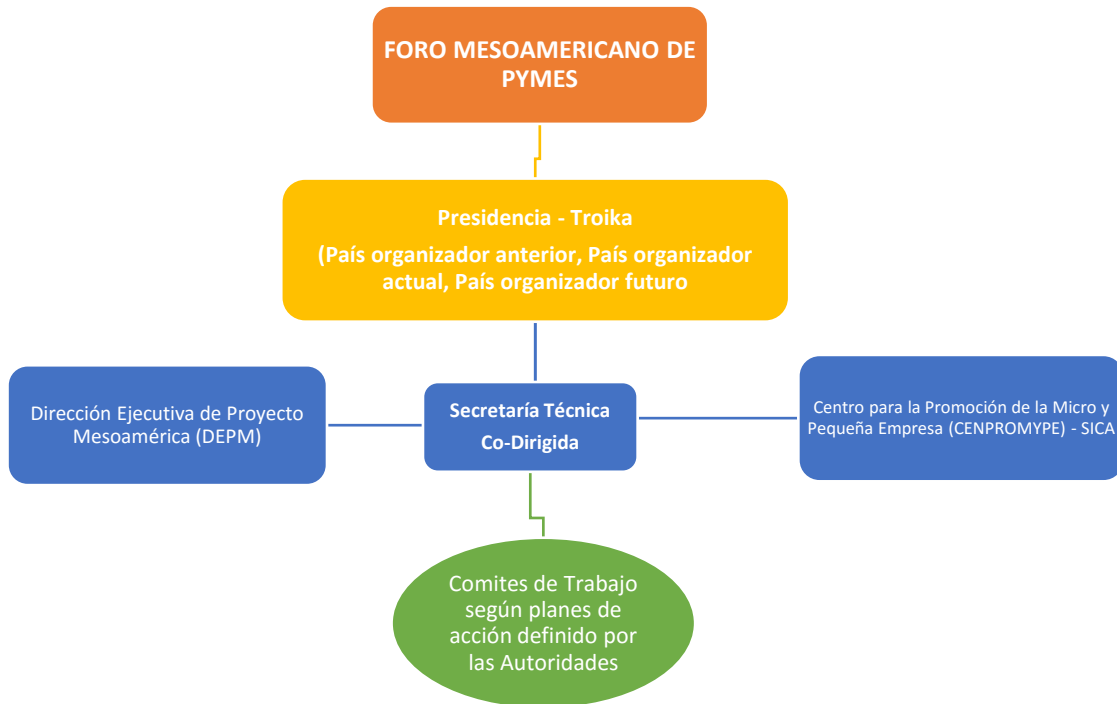 FORO MESOAMERICANO DE
PYMES
Presidencia - Troika
(País organizador anterior, País organizador
actual, País organizador futuro
Dirección Ejecutiva de Proyecto
Mesoamérica (DEPM)
Secretaría Técnica
Co-Dirigida
Centro para la Promoción de la Micro y
Pequeña Empresa (CENPROMYPE) - SICA
Comites de Trabajo
según planes de
acción definido por
las Autoridades